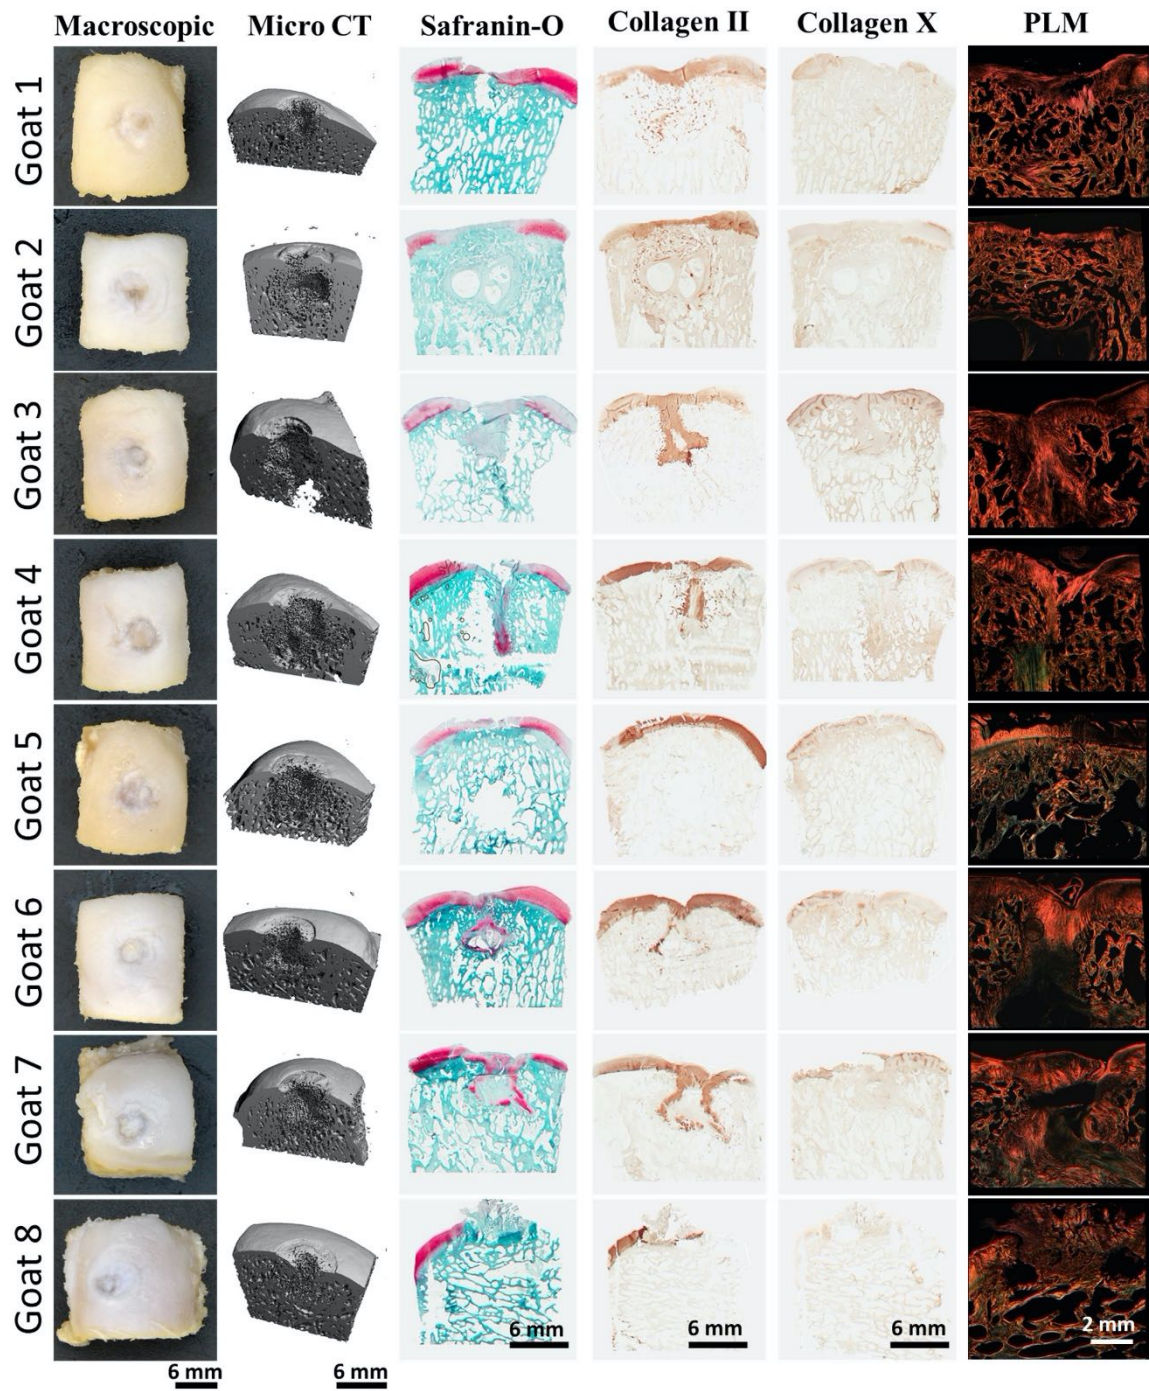 Macroscopic Micro CT Safranin-O Collagen II Collagen X PLM
Goat 1
Goat 2
Goat 3
Goat 4
Goat 5
Goat 6
Goat 7
Goat 8
6 mm 6 mm 6 mm 2 mm
6 mm 6 mm